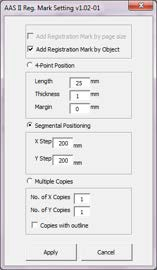 AAS II Reg. Mark Setting v1.02-01
Add Registration Mark by page size
Add Registration Mark by Object
4-Point Position
Length 25 mm
Thickness 1 mm
Margin 0 mm
Segmental Positioning
X Step 200 mm
Y Step 200 mm
Multiple Copies
No. of X Copies 1
No. of Y Copies 1
Copies with outline
Apply Cancel